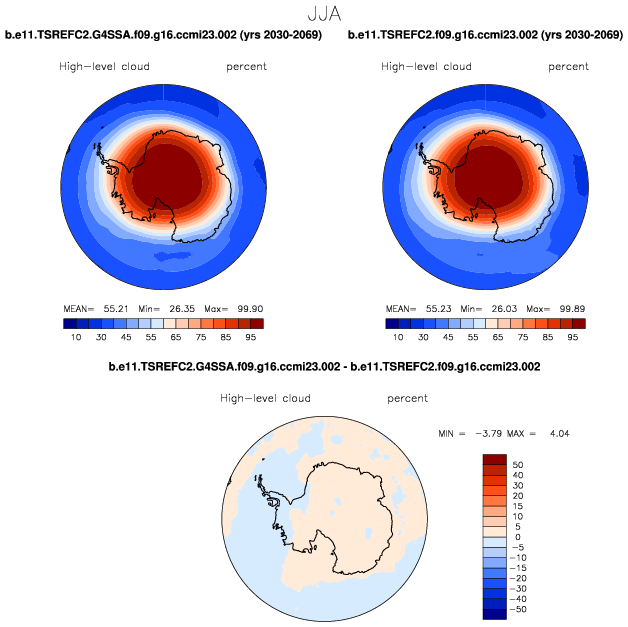 JJA
b.e11.TSREFC2.G4SSA.f09.g16.ccmi23.002 (yrs 2030-2069) b.e11.TSREFC2.f09.g16.ccmi23.002 (yrs 2030-2069)
High-level cloud percent High-level cloud percent
MEAN= 55.21 Min= 26.35 Max= 99.90 MEAN= 55.23 Min= 26.03 Max= 99.89
10 30 45 55 65 75 85 95 10 30 45 55 65 75 85 95
b.e11.TSREFC2.G4SSA.f09.g16.ccmi23.002 - b.e11.TSREFC2.f09.g16.ccmi23.002
High-level cloud percent
MIN = -3.79 MAX = 4.04
50
40
30
20
15
10
5
0
-5
-10
-15
-20
-30
-40
-50